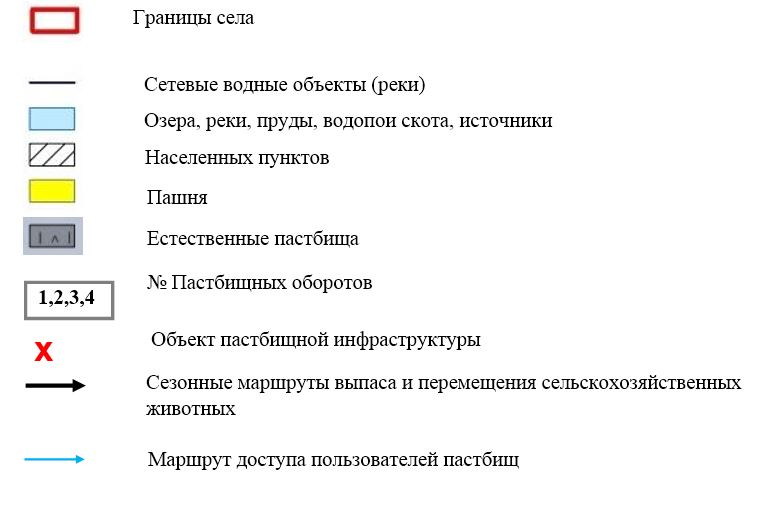 Границы села
Сетевые водные объекты (реки)
Озера, реки, пруды, водопои скота, источники
Населенных пунктов
Пашня
Естественные пастбища
№ Пастбищных оборотов
1,2,3,4
Х
Объект пастбищной инфраструктуры
Сезонные маршруты выпаса и перемещения сельскохозяйственных
животных
Маршрут доступа пользователей пастбищ